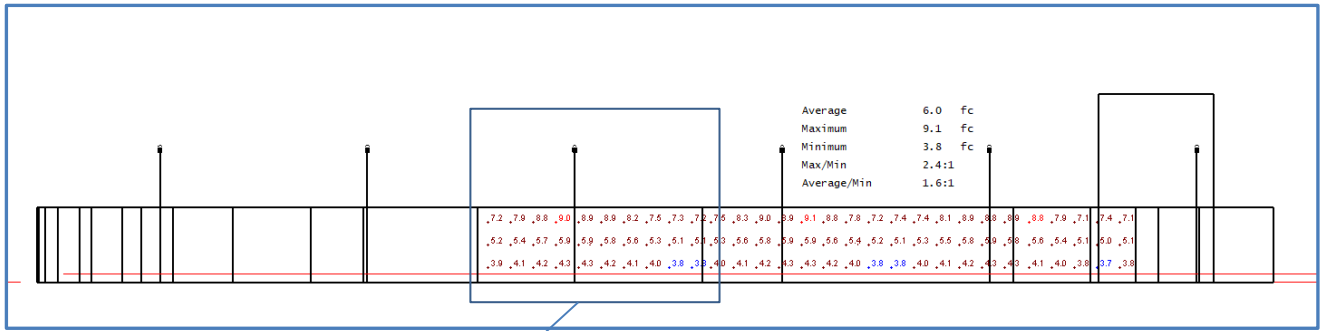 Average 6.0 fc
Maximum 9.1 fc
Minimum 3.8 fc
Max/Min 2.4:1
Average/Min 1.6:1
.7.2 .7.9 .8.8 .9.0 .8.9 .8.9 .8.2 .7.5 .7.3 .7.2 .7.5 .8.3 .9.0 .8.9 .9.1 .8.8 .7.8 .7.2 .7.4 .7.4 .8.1 .8.9 .8.8 .8.9 .8.8 .7.9 .7.1 .7.4 .7.1
.5.2 .5.4 .5.7 .5.9 .5.9 .5.8 .5.6 .5.3 .5.1 .5.1 .5.3 .5.6 .5.8 .5.9 .5.9 .5.6 .5.4 .5.2 .5.1 .5.3 .5.5 .5.8 .5.9 .5.8 .5.6 .5.4 .5.1 .5.0 .5.1
.3.9 .4.1 .4.2 .4.3 .4.3 .4.2 .4.1 .4.0 .3.8 .3.8 .4.0 .4.1 .4.2 .4.3 .4.3 .4.2 .4.0 .3.8 .3.8 .4.0 .4.1 .4.2 .4.3 .4.3 .4.1 .4.0 .3.8 .3.7 .3.8